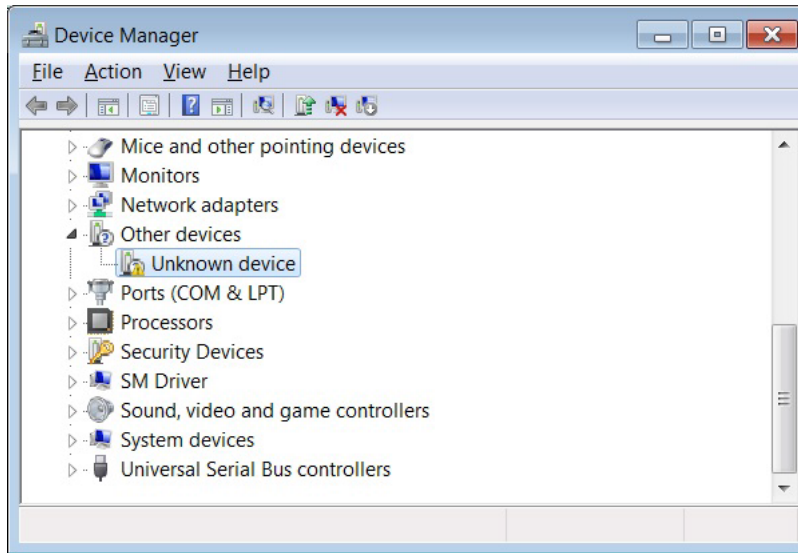 Device Manager
File Action View Help
Mice and other pointing devices
Monitors
Network adapters
Other devices
Unknown device
Ports (COM & LPT)
Processors
Security Devices
SM Driver
Sound, video and game controllers
System devices
Universal Serial Bus controllers